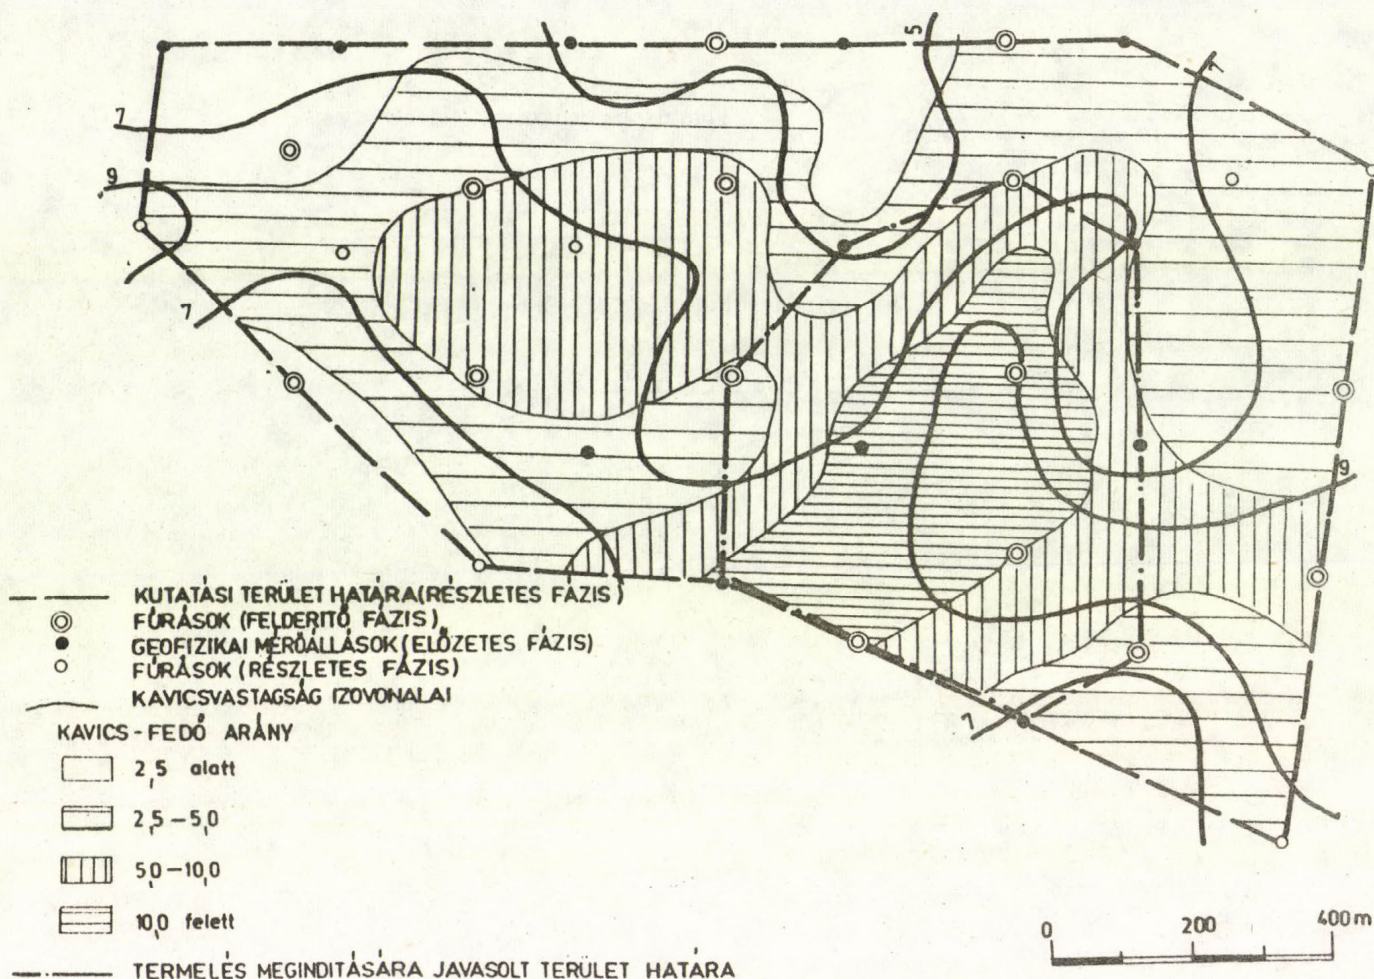 5
7
7
9
7
9
7
KUTATÁSI TERÜLET HATÁRA (RÉSZLETES FÁZIS)
FÚRÁSOK (FELDERITŐ FÁZIS)
GEOFIZIKAI MÉRŐÁLLÁSOK (ELŐZETES FÁZIS)
FÚRÁSOK (RÉSZLETES FÁZIS)
KAVICSVASTAGSÁG IZOVONALAI
KAVICS - FEDŐ ARÁNY
2,5 alatt
2,5 – 5,0
5,0 – 10,0
10,0 felett
0 200 400 m
TERMELÉS MEGINDITÁSÁRA JAVASOLT TERÜLET HATÁRA